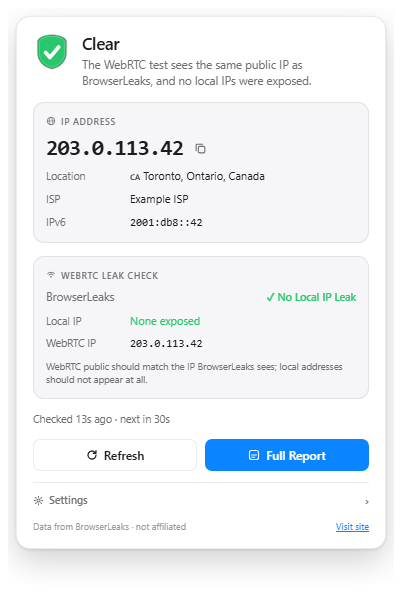 Clear
The WebRTC test sees the same public IP as
BrowserLeaks, and no local IPs were exposed.
IP ADDRESS
203.0.113.42
Location CA Toronto, Ontario, Canada
ISP Example ISP
IPv6 2001:db8::42
WEBRTC LEAK CHECK
BrowserLeaks ✓ No Local IP Leak
Local IP None exposed
WebRTC IP 203.0.113.42
WebRTC public should match the IP BrowserLeaks sees; local addresses
should not appear at all.
Checked 13s ago · next in 30s
Refresh Full Report
Settings ›
Data from BrowserLeaks · not affiliated Visit site